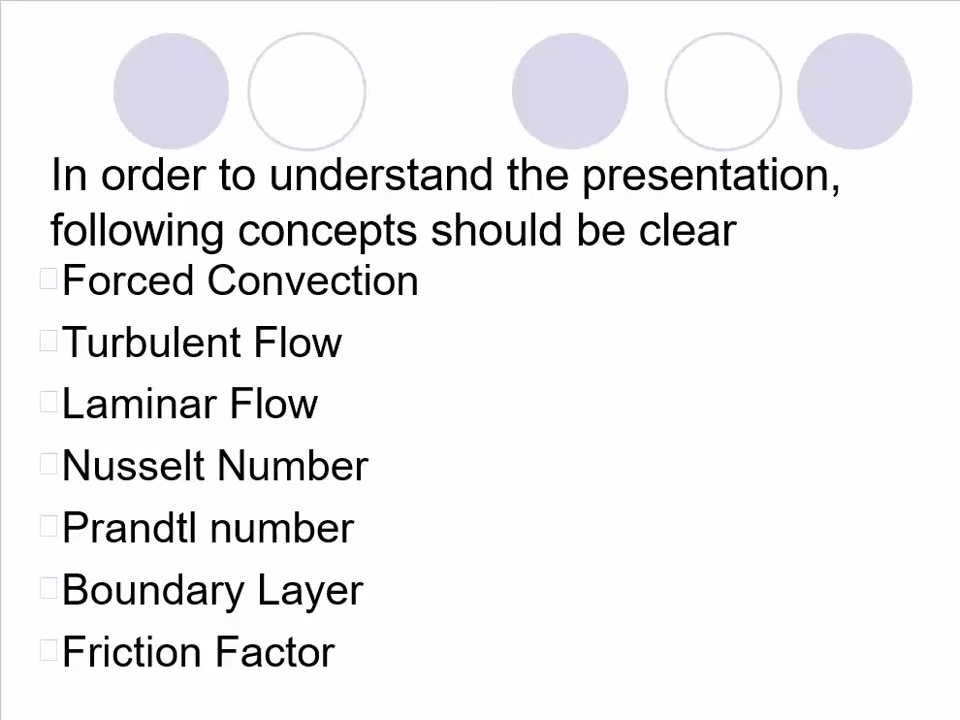 In order to understand the presentation,
following concepts should be clear
Forced Convection
Turbulent Flow
Laminar Flow
Nusselt Number
Prandtl number
Boundary Layer
Friction Factor